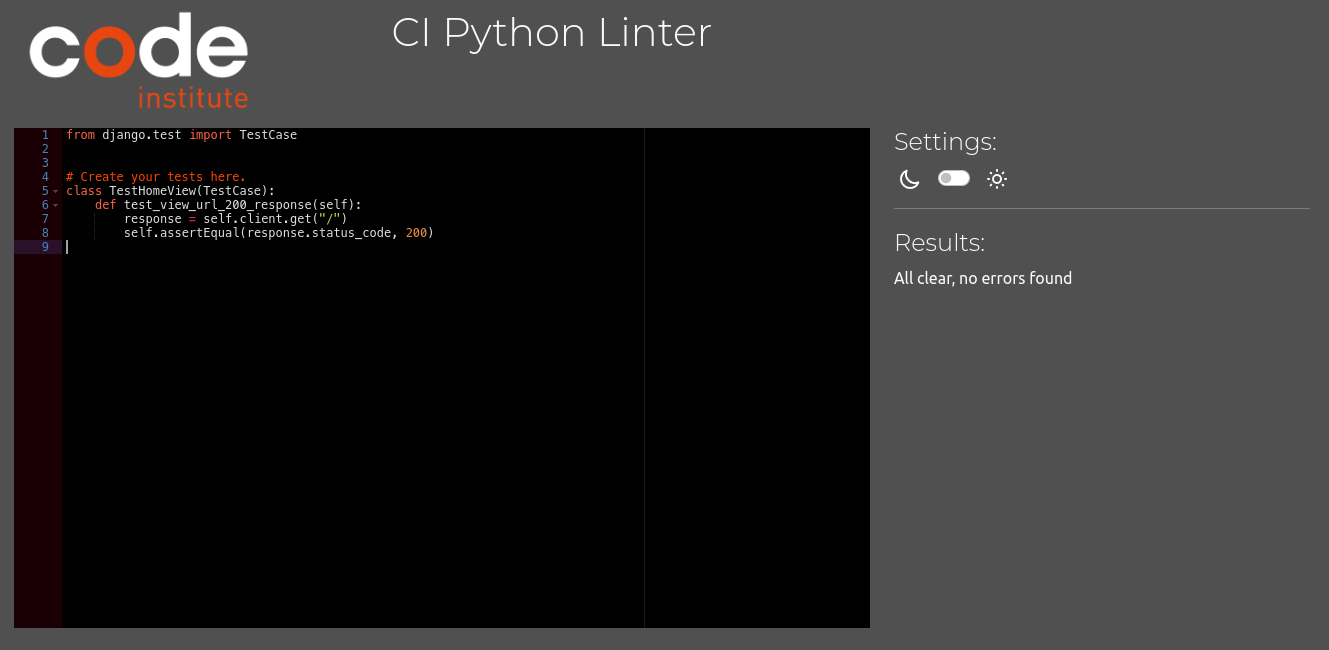 code
institute
CI Python Linter
1 from django.test import TestCase
2
3
4 # Create your tests here.
5 class TestHomeView(TestCase):
6     def test_view_url_200_response(self):
7         response = self.client.get("/")
8         self.assertEqual(response.status_code, 200)
9
Settings:
Results:
All clear, no errors found